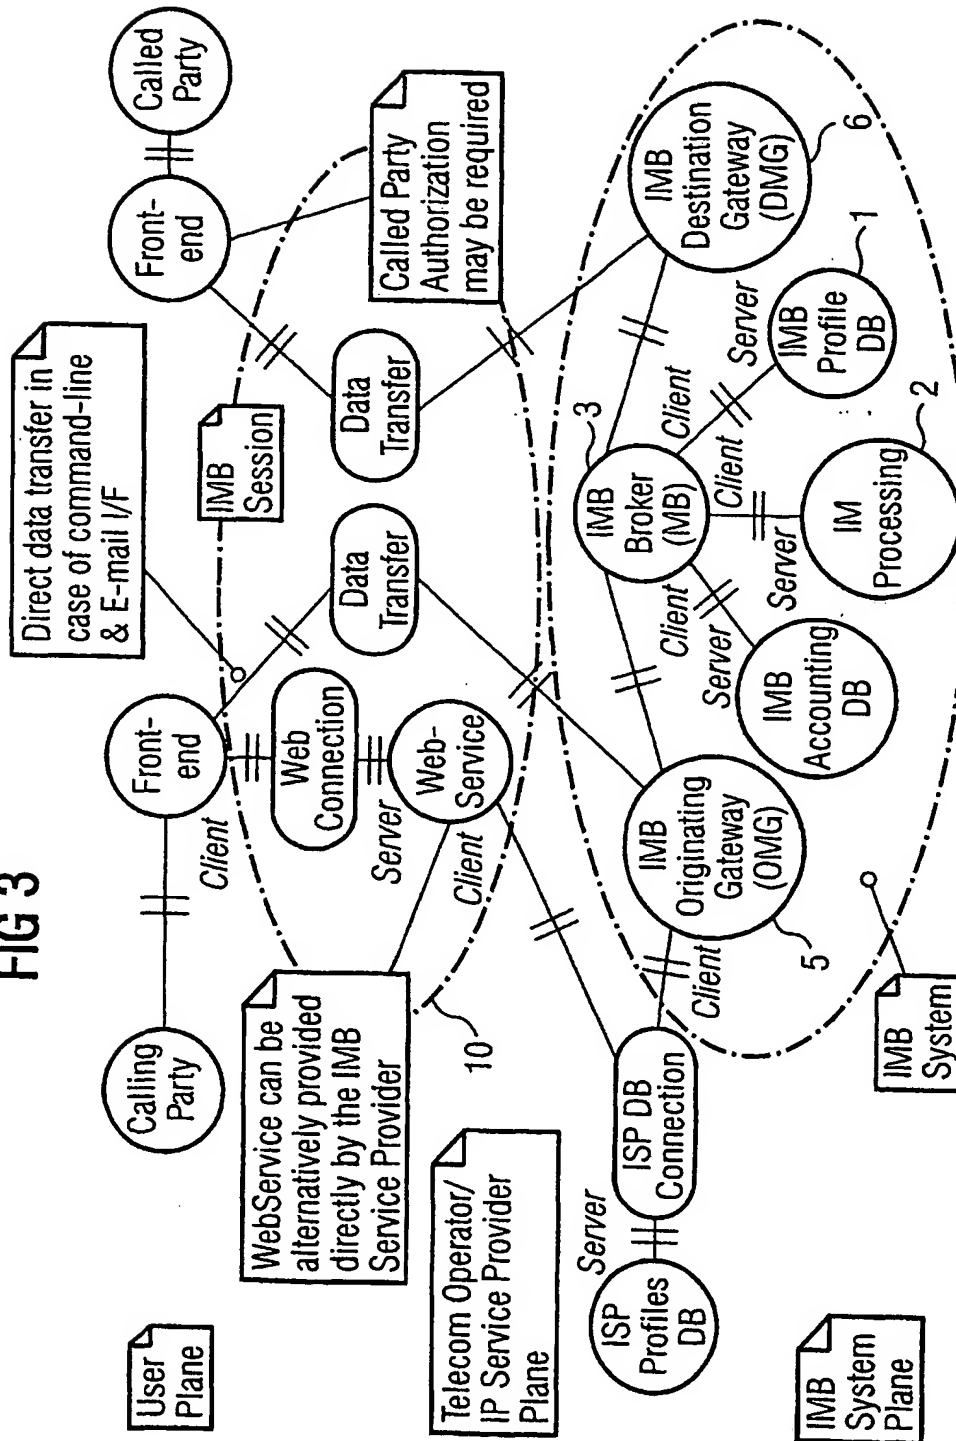 FIG 3
User
Plane
Calling
Party
Client
Front-
end
Direct data transfer in
case of command-line
& E-mail I/F
Front-
end
Called
Party
WebService can be
alternatively provided
directly by the IMB
Service Provider
Web
Connection
Server
IMB
Session
Data
Transfer
Data
Transfer
Called Party
Authorization
may be required
Telecom Operator/
IP Service Provider
Plane
10
Client
Web-
Service
ISP
Profiles
DB
Server
ISP DB
Connection
Client
IMB
Originating
Gateway
(OMG)
5
IMB
Broker
(MB)
3
Client
Client
Client
Server
Server
Server
IMB
Accounting
DB
IM
Processing
2
IMB
Profile
DB
1
IMB
Destination
Gateway
(DMG)
6
IMB
System
Plane
IMB
System